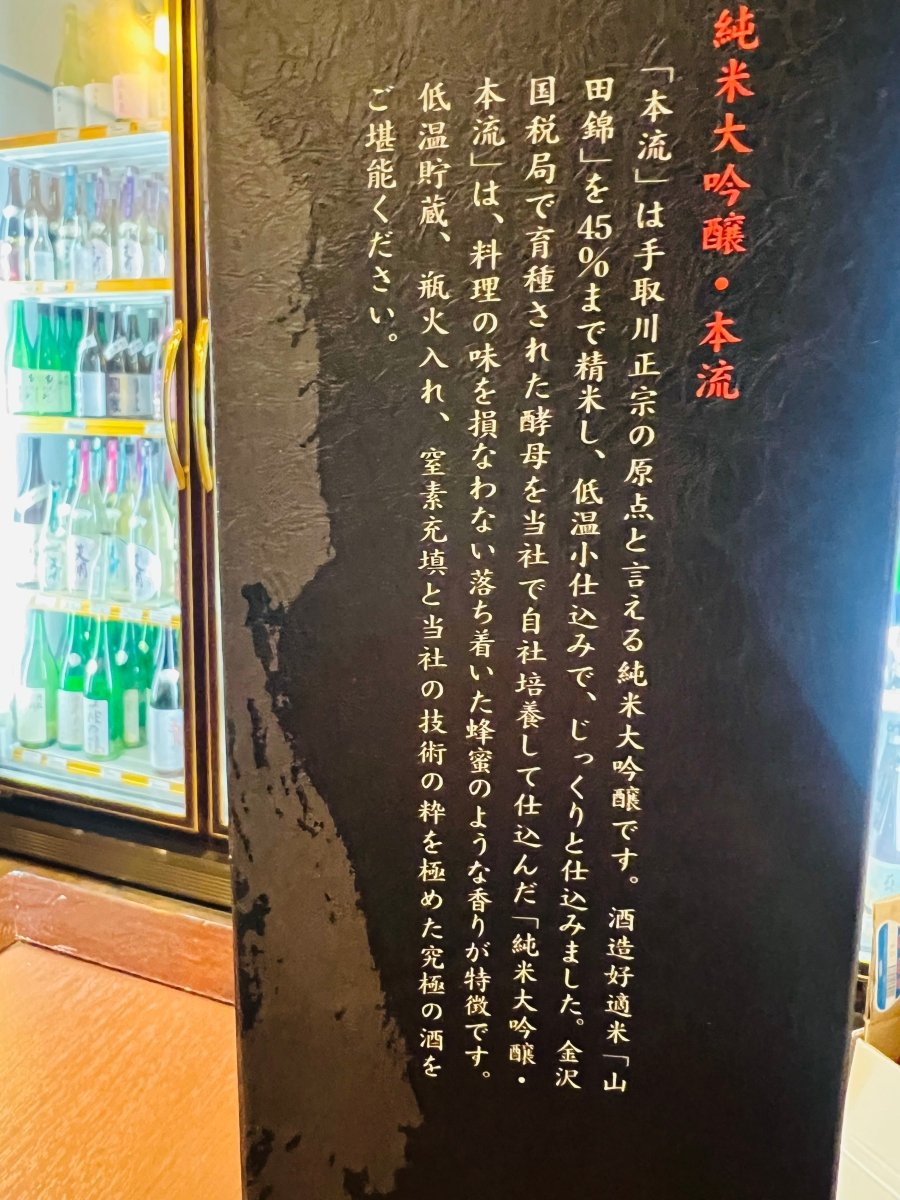 純米大吟醸・本流
「本流」は手取川正宗の原点と言える純米大吟醸です。酒造好適米「山
田錦」を45%まで精米し、低温小仕込みで、じっくりと仕込みました。金沢
国税局で育種された酵母を当社で自社培養して仕込んだ「純米大吟醸・
本流」は、料理の味を損なわない落ち着いた蜂蜜のような香りが特徴です。
低温貯蔵、瓶火入れ、窒素充填と当社の技術の粋を極めた究極の酒を
ご堪能ください。